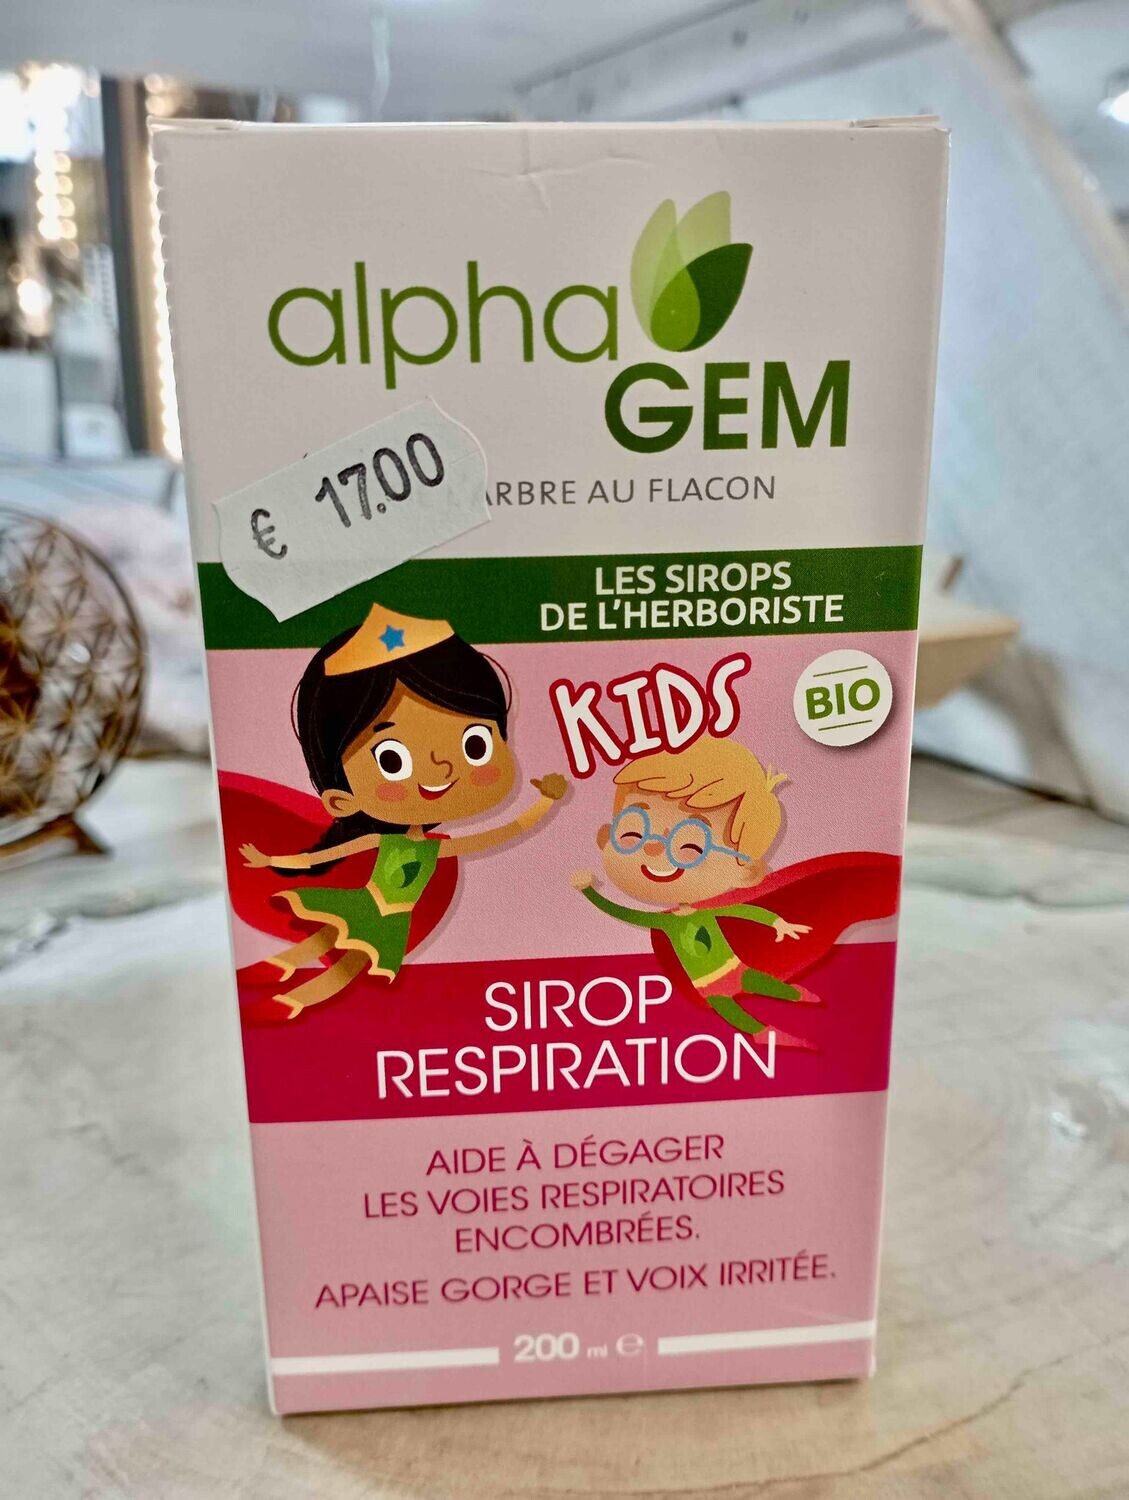 alpha
GEM
€ 17.00
ARBRE AU FLACON
LES SIROPS
DE L'HERBORISTE
KIDS
BIO
SIROP
RESPIRATION
AIDE À DÉGAGER
LES VOIES RESPIRATOIRES
ENCOMBRÉES.
APAISE GORGE ET VOIX IRRITÉE.
200 ml e